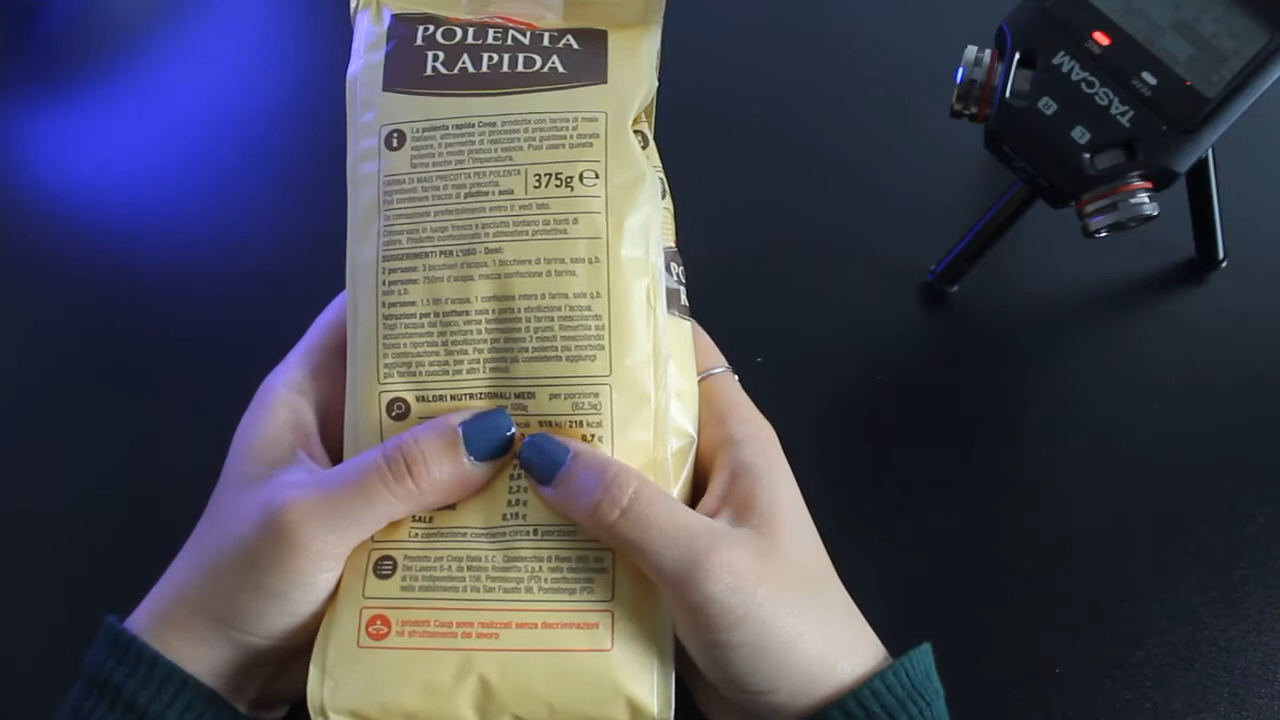 POLENTA
RAPIDA
La polenta rapida Coop, prodotta con farina di mais
italiano, attraverso un processo di precottura al
vapore, ti permette di realizzare una gustosa e dorata
polenta in modo pratico e veloce. Puoi usare questa
farina anche per l'impanatura.
FARINA DI MAIS PRECOTTA PER POLENTA
Ingredienti: farina di mais precotta.
Può contenere tracce di glutine e soia
375g e
Da consumarsi preferibilmente entro il: vedi lato.
Conservare in luogo fresco e asciutto lontano da fonti di
calore. Prodotto confezionato in atmosfera protettiva.
SUGGERIMENTI PER L'USO - Dosi:
2 persone: 3 bicchieri d'acqua, 1 bicchiere di farina, sale q.b.
4 persone: 750ml d'acqua, mezza confezione di farina,
sale q.b.
8 persone: 1,5 litri d'acqua, 1 confezione intera di farina, sale q.b.
Istruzioni per la cottura: sala e porta a ebollizione l'acqua.
Togli l'acqua dal fuoco, versa lentamente la farina mescolando
accuratamente per evitare la formazione di grumi. Rimettila sul
fuoco e riportala ad ebollizione per almeno 3 minuti mescolando
in continuazione. Servila. Per ottenere una polenta più morbida
aggiungi più acqua, per una polenta più consistente aggiungi
più farina e cuocila per altri 2 minuti.
VALORI NUTRIZIONALI MEDI
per 100g
per porzione
(62,5g)
kcal 918 kJ/218 kcal
0,7 g
2,2 g
8,0 g
SALE 0,15 g
La confezione contiene circa 6 porzioni
Prodotto per Coop Italia S.C., Casalecchio di Reno (BO), Via
Del Lavoro 6-8, da Molino Rossetto S.p.A. nello stabilimento
di Via Indipendenza 156, Pontelongo (PD) e confezionato
nello stabilimento di Via San Fausto 98, Pontelongo (PD).
I prodotti Coop sono realizzati senza discriminazioni
né sfruttamento del lavoro
PO
R
TASCAM
R
L